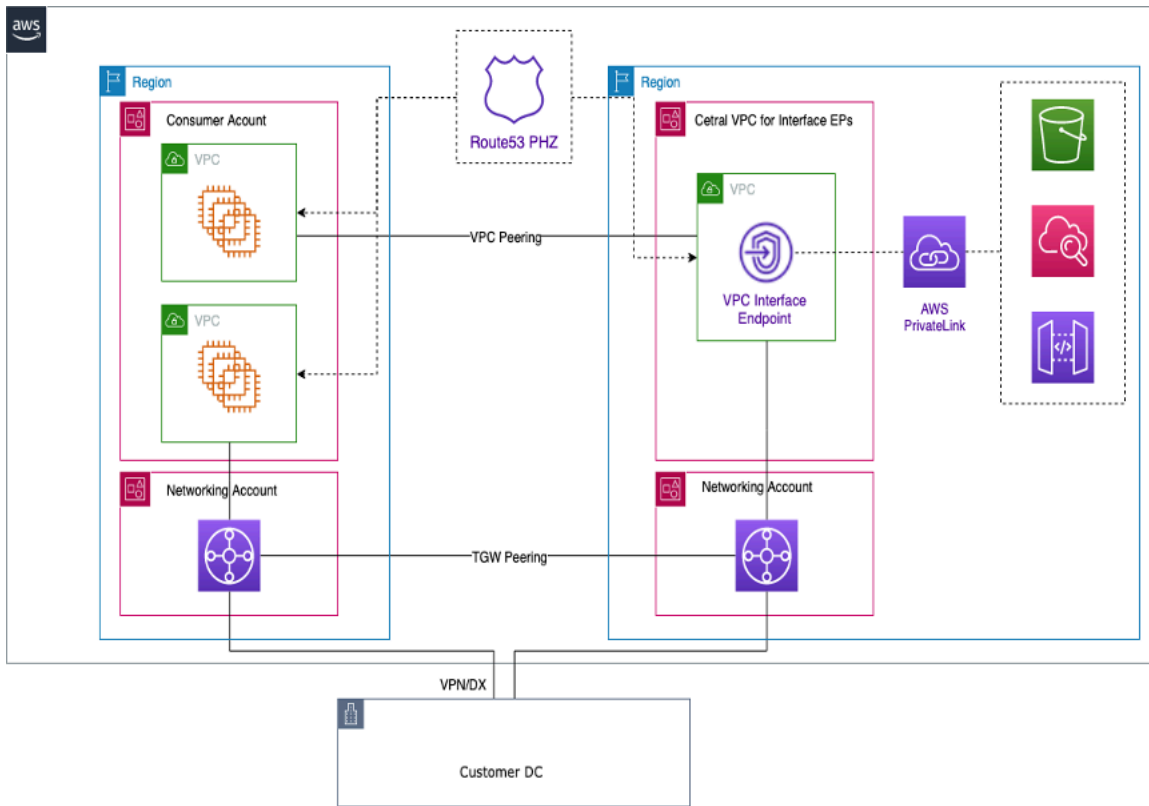 aws
Region
Consumer Acount
VPC
VPC
Networking Account
Route53 PHZ
VPC Peering
TGW Peering
Region
Cetral VPC for Interface EPs
VPC
VPC Interface
Endpoint
AWS
PrivateLink
Networking Account
VPN/DX
Customer DC